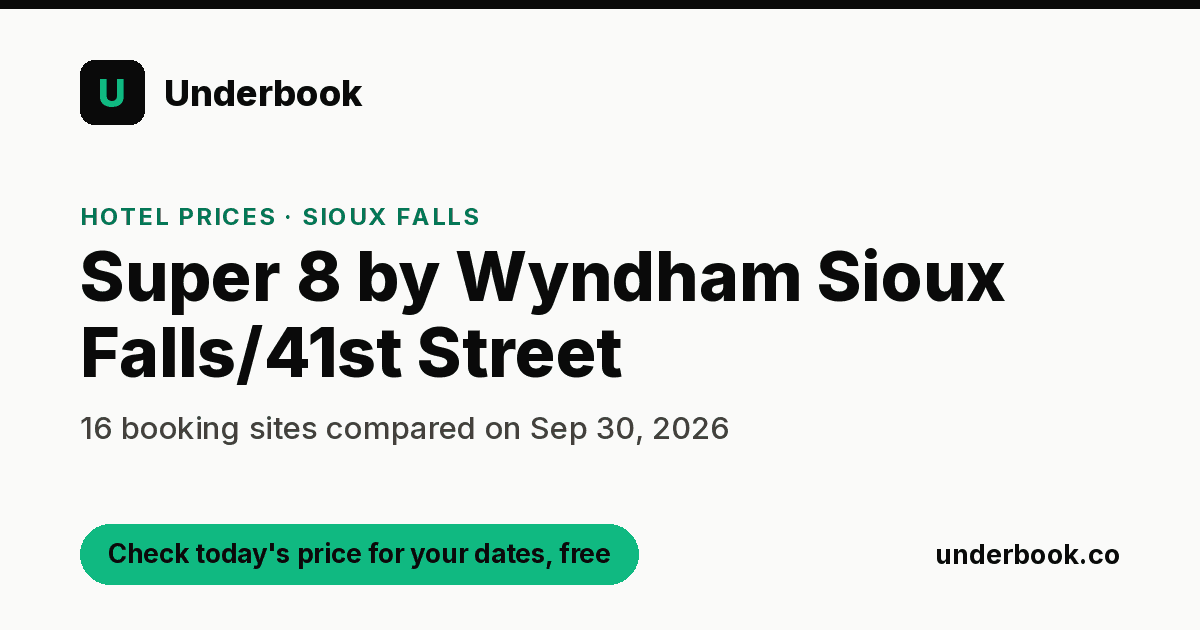 U Underbook
HOTEL PRICES · SIOUX FALLS
Super 8 by Wyndham Sioux
Falls/41st Street
16 booking sites compared on Sep 30, 2026
Check today's price for your dates, free
underbook.co